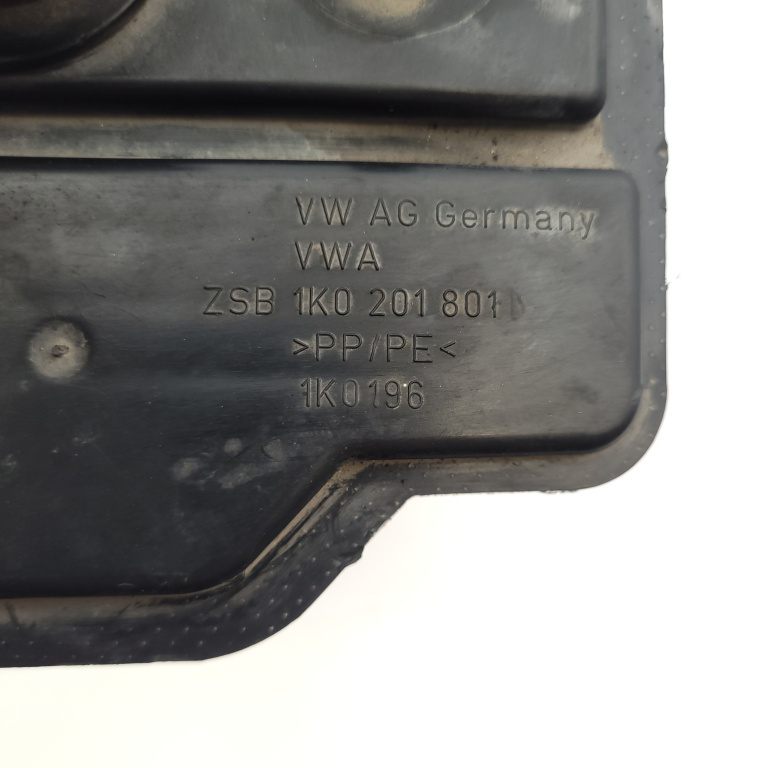 VW AG Germany
VWA
ZSB 1K0 201 801
>PP/PE<
1K0196